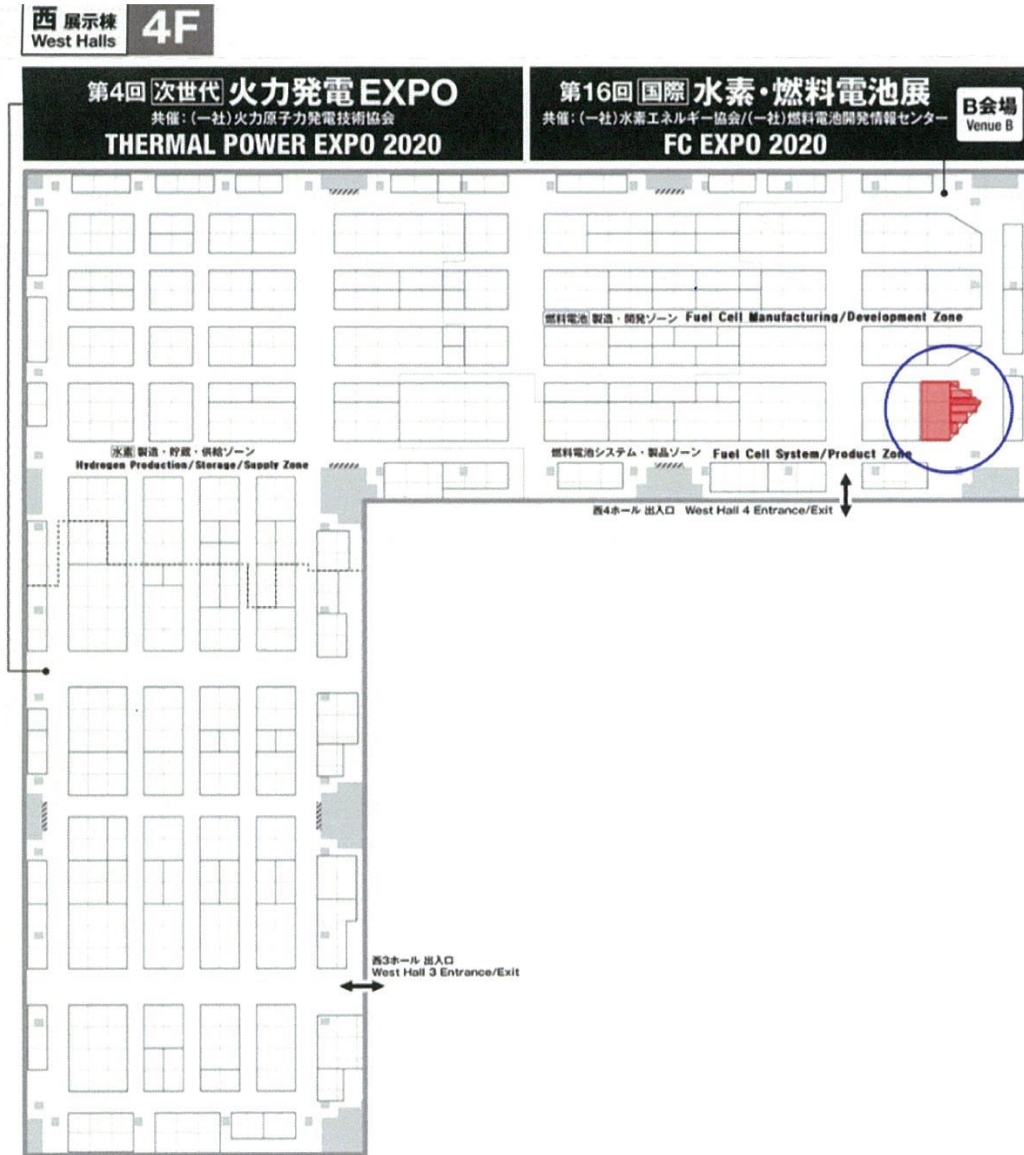 西 展示棟
West Halls
4F
第4回 次世代 火力発電 EXPO
共催:(一社)火力原子力発電技術協会
THERMAL POWER EXPO 2020
第16回 国際 水素・燃料電池展
共催:(一社)水素エネルギー協会/(一社)燃料電池開発情報センター
FC EXPO 2020
B会場
Venue B
燃料電池 製造・開発ゾーン Fuel Cell Manufacturing/Development Zone
水素 製造・貯蔵・供給ゾーン
Hydrogen Production/Storage/Supply Zone
燃料電池システム・製品ゾーン Fuel Cell System/Product Zone
西4ホール 出入口 West Hall 4 Entrance/Exit
西3ホール 出入口
West Hall 3 Entrance/Exit